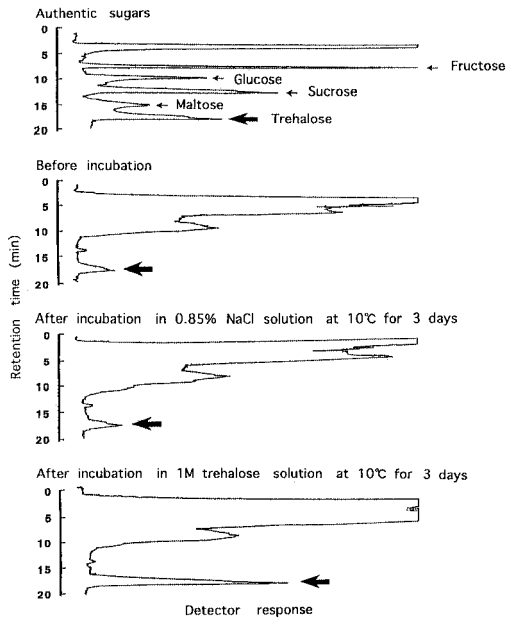 Authentic sugars
0
5
10
15
20
Fructose
Glucose
Sucrose
Maltose
Trehalose
Before incubation
0
5
10
15
20
After incubation in 0.85% NaCl solution at 10℃ for 3 days
0
5
10
15
20
After incubation in 1M trehalose solution at 10℃ for 3 days
0
5
10
15
20
Retention time (min)
Detector response